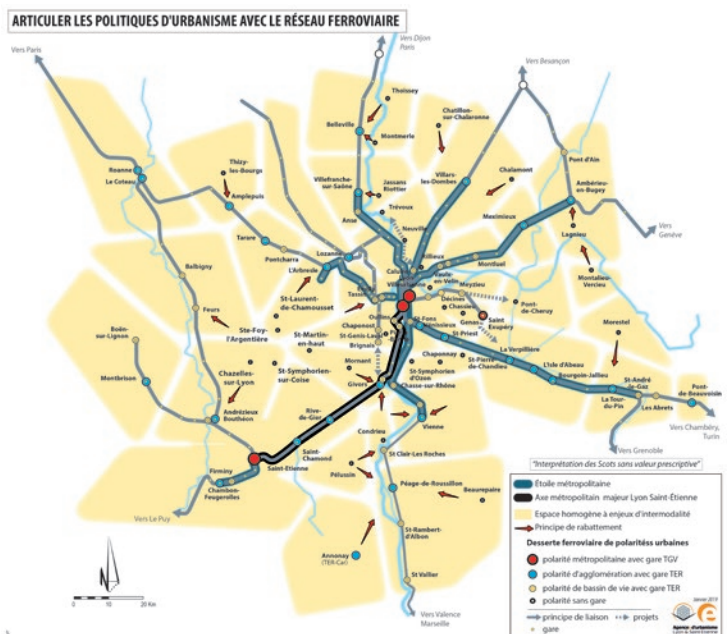 ARTICULER LES POLITIQUES D'URBANISME AVEC LE RÉSEAU FERROVIAIRE
Vers Paris
Vers Dijon
Paris
Vers Besançon
Thoissey
Chatillon-
sur-Chalaronne
Belleville
Montmerle
Pont d'Ain
Roanne
Le Coteau
Thizy-
les-Bourgs
Villefranche-
sur-Saône
Jassans
Riottier
Villars-
les-Dombes
Chalamont
Ambérieu-
en-Bugey
Amplepuis
Trévoux
Anse
Vers
Genève
Neuville
Meximieux
Lagnieu
Tarare
Pontcharra
Lozanne
Rillieux
Montluel
L'Arbresle
Montalieu-
Vercieu
Balbigny
Meyzieu
Tassin
Décines
Chassieu
Pont-
de-Cheruy
St-Laurent-
de-Chamousset
Feurs
Genas
Saint
Exupéry
Morestel
Oullins
St-Fons
Vénissieux
St-Priest
Boën-
sur-Lignon
Ste-Foy-
l'Argentière
St-Martin-
en-haut
Chaponost
St-Genis-Laval
Brignais
La Verpillière
Chaponnay
St-Pierre-
de-Chandieu
L'Isle d'Abeau
Mornant
Chazelles-
sur-Lyon
St-Symphorien-
sur-Coise
St-Symphorien
d'Ozon
Bourgoin-Jallieu
St-André
le-Gaz
Pont-
de-Beauvoisin
Montbrison
Givors
Chasse-sur-Rhône
La Tour-
du-Pin
Les Abrets
Andrézieux
Bouthéon
Rive-
de-Gier
Vienne
Vers Chambéry,
Turin
Condrieu
Vers Grenoble
Saint-
Chamond
Saint-Etienne
St Clair-Les Roches
Firminy
Pélussin
Chambon-
Feugerolles
Péage-de-Roussillon
Beaurepaire
Vers Le Puy
St-Rambert-
d'Albon
Annonay
(TER-Car)
St Vallier
Vers Valence
Marseille
0
10
20 Km
"Interprétation des Scots sans valeur prescriptive"
Étoile métropolitaine
Axe métropolitain majeur Lyon Saint-Étienne
Espace homogène à enjeux d'intermodalité
Principe de rabattement
Desserte ferroviaire de polaritéss urbaines
polarité métropolitaine avec gare TGV
polarité d'agglomération avec gare TER
polarité de bassin de vie avec gare TER
polarité sans gare
principe de liaison
projets
gare
Janvier 2015
Agence d'urbanisme